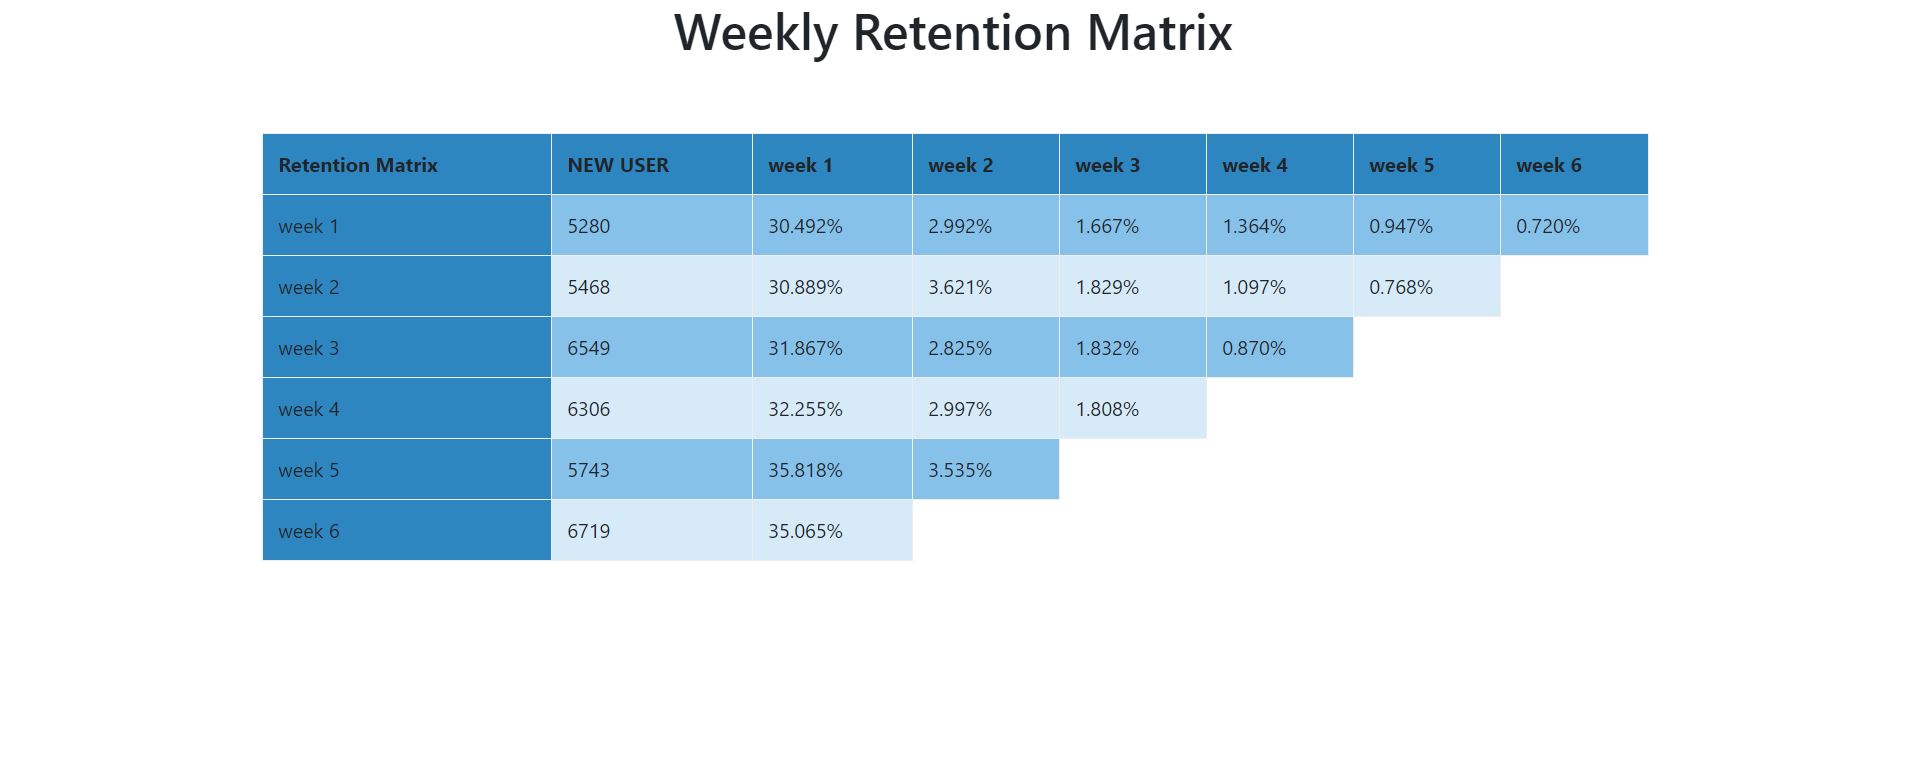 Weekly Retention Matrix
Retention Matrix NEW USER week 1 week 2 week 3 week 4 week 5 week 6
week 1 5280 30.492% 2.992% 1.667% 1.364% 0.947% 0.720%
week 2 5468 30.889% 3.621% 1.829% 1.097% 0.768%
week 3 6549 31.867% 2.825% 1.832% 0.870%
week 4 6306 32.255% 2.997% 1.808%
week 5 5743 35.818% 3.535%
week 6 6719 35.065%